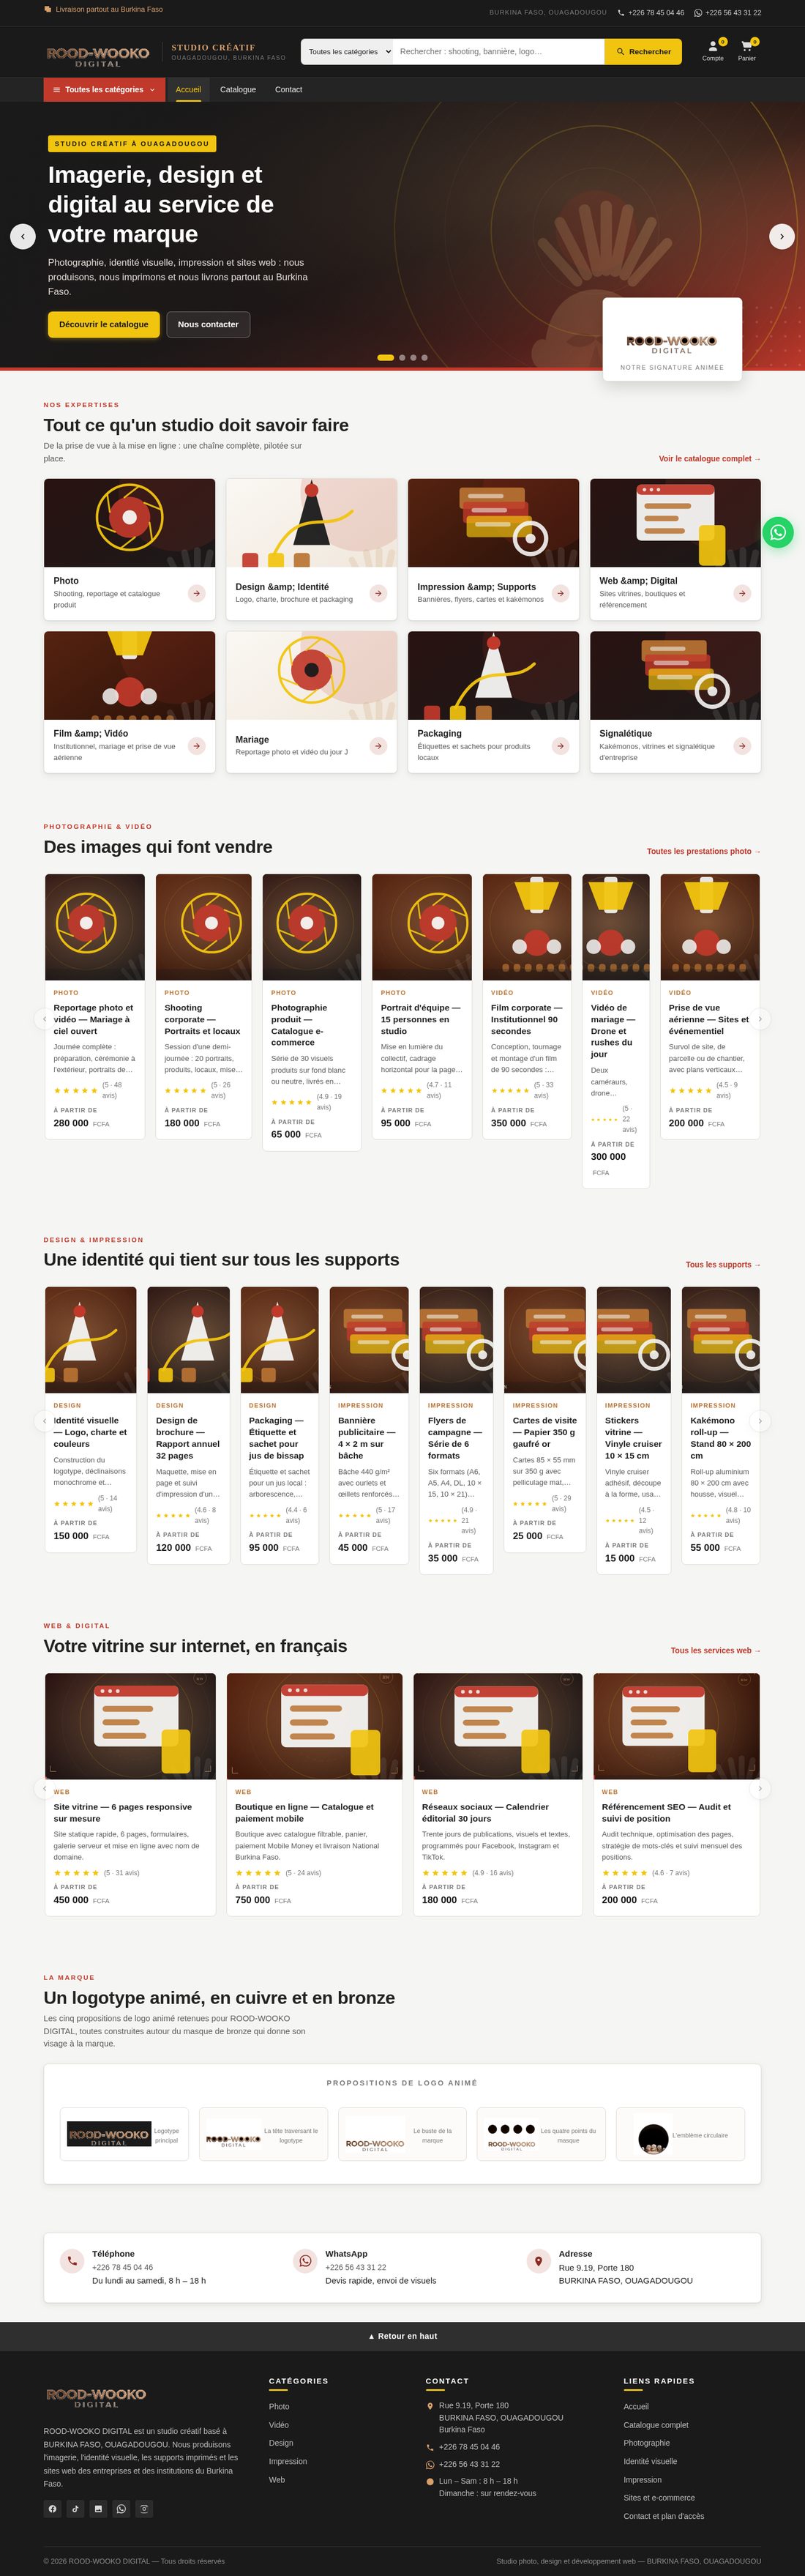 Livraison partout au Burkina Faso
BURKINA FASO, OUAGADOUGOU
+226 78 45 04 46
+226 56 43 31 22
ROOD-WOOKO
DIGITAL
STUDIO CRÉATIF
OUAGADOUGOU, BURKINA FASO
Toutes les catégories
Rechercher : shooting, bannière, logo…
Rechercher
0
Compte
0
Panier
Toutes les catégories
Accueil
Catalogue
Contact
STUDIO CRÉATIF À OUAGADOUGOU
Imagerie, design et
digital au service de
votre marque
Photographie, identité visuelle, impression et sites web : nous
produisons, nous imprimons et nous livrons partout au Burkina
Faso.
Découvrir le catalogue
Nous contacter
ROOD-WOOKO
DIGITAL
NOTRE SIGNATURE ANIMÉE
NOS EXPERTISES
Tout ce qu'un studio doit savoir faire
De la prise de vue à la mise en ligne : une chaîne complète, pilotée sur
place.
Voir le catalogue complet →
Photo
Shooting, reportage et catalogue
produit
Design &amp; Identité
Logo, charte, brochure et packaging
Impression &amp; Supports
Bannières, flyers, cartes et kakémonos
Web &amp; Digital
Sites vitrines, boutiques et
référencement
Film &amp; Vidéo
Institutionnel, mariage et prise de vue
aérienne
Mariage
Reportage photo et vidéo du jour J
Packaging
Étiquettes et sachets pour produits
locaux
Signalétique
Kakémonos, vitrines et signalétique
d'entreprise
PHOTOGRAPHIE & VIDÉO
Des images qui font vendre
Toutes les prestations photo →
PHOTO
Reportage photo et
vidéo — Mariage à
ciel ouvert
Journée complète :
préparation, cérémonie à
l'extérieur, portraits de…
(5 · 48
avis)
À PARTIR DE
280 000 FCFA
PHOTO
Shooting
corporate —
Portraits et locaux
Session d'une demi-
journée : 20 portraits,
produits, locaux, mise…
(5 · 26
avis)
À PARTIR DE
180 000 FCFA
PHOTO
Photographie
produit —
Catalogue e-
commerce
Série de 30 visuels
produits sur fond blanc
ou neutre, livrés en…
(4.9 · 19
avis)
À PARTIR DE
65 000 FCFA
PHOTO
Portrait d'équipe —
15 personnes en
studio
Mise en lumière du
collectif, cadrage
horizontal pour la page…
(4.7 · 11
avis)
À PARTIR DE
95 000 FCFA
VIDÉO
Film corporate —
Institutionnel 90
secondes
Conception, tournage
et montage d'un film
de 90 secondes :…
(5 · 33
avis)
À PARTIR DE
350 000 FCFA
VIDÉO
Vidéo de
mariage —
Drone et
rushes du
jour
Deux
caméraurs,
drone…
(5 ·
22
avis)
À PARTIR DE
300 000
FCFA
VIDÉO
Prise de vue
aérienne — Sites et
événementiel
Survol de site, de
parcelle ou de chantier,
avec plans verticaux…
(4.5 · 9
avis)
À PARTIR DE
200 000 FCFA
DESIGN & IMPRESSION
Une identité qui tient sur tous les supports
Tous les supports →
DESIGN
Identité visuelle
— Logo, charte et
couleurs
Construction du
logotype, déclinaisons
monochrome et…
(5 · 14
avis)
À PARTIR DE
150 000 FCFA
DESIGN
Design de
brochure —
Rapport annuel
32 pages
Maquette, mise en
page et suivi
d'impression d'un…
(4.6 · 8
avis)
À PARTIR DE
120 000 FCFA
DESIGN
Packaging —
Étiquette et
sachet pour
jus de bissap
Étiquette et sachet
pour un jus local :
arborescence,…
(4.4 · 6
avis)
À PARTIR DE
95 000 FCFA
IMPRESSION
Bannière
publicitaire —
4 × 2 m sur
bâche
Bâche 440 g/m²
avec ourlets et
œillets renforcés…
(5 · 17
avis)
À PARTIR DE
45 000 FCFA
IMPRESSION
Flyers de
campagne —
Série de 6
formats
Six formats (A6,
A5, A4, DL, 10 ×
15, 10 × 21)…
(4.9 ·
21
avis)
À PARTIR DE
35 000 FCFA
IMPRESSION
Cartes de visite
— Papier 350 g
gaufré or
Cartes 85 × 55 mm
sur 350 g avec
pelliculage mat,…
(5 · 29
avis)
À PARTIR DE
25 000 FCFA
IMPRESSION
Stickers
vitrine —
Vinyle cruiser
10 × 15 cm
Vinyle cruiser
adhésif, découpe
à la forme, usa…
(4.5 ·
12
avis)
À PARTIR DE
15 000 FCFA
IMPRESSION
Kakémono
roll-up —
Stand 80 × 200
cm
Roll-up aluminium
80 × 200 cm avec
housse, visuel…
(4.8 · 10
avis)
À PARTIR DE
55 000 FCFA
WEB & DIGITAL
Votre vitrine sur internet, en français
Tous les services web →
WEB
Site vitrine — 6 pages responsive
sur mesure
Site statique rapide, 6 pages, formulaires,
galerie serveur et mise en ligne avec nom de
domaine.
(5 · 31 avis)
À PARTIR DE
450 000 FCFA
WEB
Boutique en ligne — Catalogue et
paiement mobile
Boutique avec catalogue filtrable, panier,
paiement Mobile Money et livraison National
Burkina Faso.
(5 · 24 avis)
À PARTIR DE
750 000 FCFA
WEB
Réseaux sociaux — Calendrier
éditorial 30 jours
Trente jours de publications, visuels et textes,
programmés pour Facebook, Instagram et
TikTok.
(4.9 · 16 avis)
À PARTIR DE
180 000 FCFA
WEB
Référencement SEO — Audit et
suivi de position
Audit technique, optimisation des pages,
stratégie de mots-clés et suivi mensuel des
positions.
(4.6 · 7 avis)
À PARTIR DE
200 000 FCFA
LA MARQUE
Un logotype animé, en cuivre et en bronze
Les cinq propositions de logo animé retenues pour ROOD-WOOKO
DIGITAL, toutes construites autour du masque de bronze qui donne son
visage à la marque.
PROPOSITIONS DE LOGO ANIMÉ
ROOD-WOOKO
DIGITAL
Logotype
principal
ROOD-WOOKO
DIGITAL
La tête traversant le
logotype
ROOD-WOOKO
DIGITAL
Le buste de la
marque
ROOD-WOOKO
DIGITAL
Les quatre points du
masque
L'emblème circulaire
Téléphone
+226 78 45 04 46
Du lundi au samedi, 8 h – 18 h
WhatsApp
+226 56 43 31 22
Devis rapide, envoi de visuels
Adresse
Rue 9.19, Porte 180
BURKINA FASO, OUAGADOUGOU
▲ Retour en haut
ROOD-WOOKO
DIGITAL
ROOD-WOOKO DIGITAL est un studio créatif basé à
BURKINA FASO, OUAGADOUGOU. Nous produisons
l'imagerie, l'identité visuelle, les supports imprimés et les
sites web des entreprises et des institutions du Burkina
Faso.
CATÉGORIES
Photo
Vidéo
Design
Impression
Web
CONTACT
Rue 9.19, Porte 180
BURKINA FASO, OUAGADOUGOU
Burkina Faso
+226 78 45 04 46
+226 56 43 31 22
Lun – Sam : 8 h – 18 h
Dimanche : sur rendez-vous
LIENS RAPIDES
Accueil
Catalogue complet
Photographie
Identité visuelle
Impression
Sites et e-commerce
Contact et plan d'accès
© 2026 ROOD-WOOKO DIGITAL — Tous droits réservés
Studio photo, design et développement web — BURKINA FASO, OUAGADOUGOU